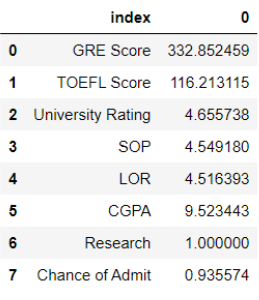 index 0
0 GRE Score 332.852459
1 TOEFL Score 116.213115
2 University Rating 4.655738
3 SOP 4.549180
4 LOR 4.516393
5 CGPA 9.523443
6 Research 1.000000
7 Chance of Admit 0.935574